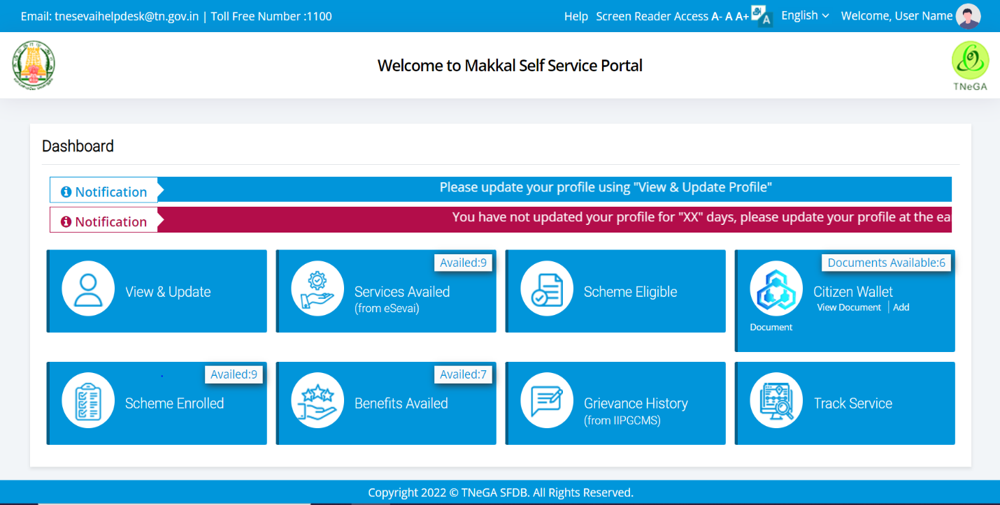 Email: tnesevaihelpdesk@tn.gov.in | Toll Free Number :1100
Help Screen Reader Access A- A A+ A English Welcome, User Name
Welcome to Makkal Self Service Portal
TNeGA
Dashboard
Notification
Please update your profile using "View & Update Profile"
Notification
You have not updated your profile for "XX" days, please update your profile at the ea
View & Update
Availed:9
Services Availed
(from eSevai)
Scheme Eligible
Documents Available:6
Citizen Wallet
View Document | Add
Document
Availed:9
Scheme Enrolled
Availed:7
Benefits Availed
Grievance History
(from IIPGCMS)
Track Service
Copyright 2022 © TNeGA SFDB. All Rights Reserved.